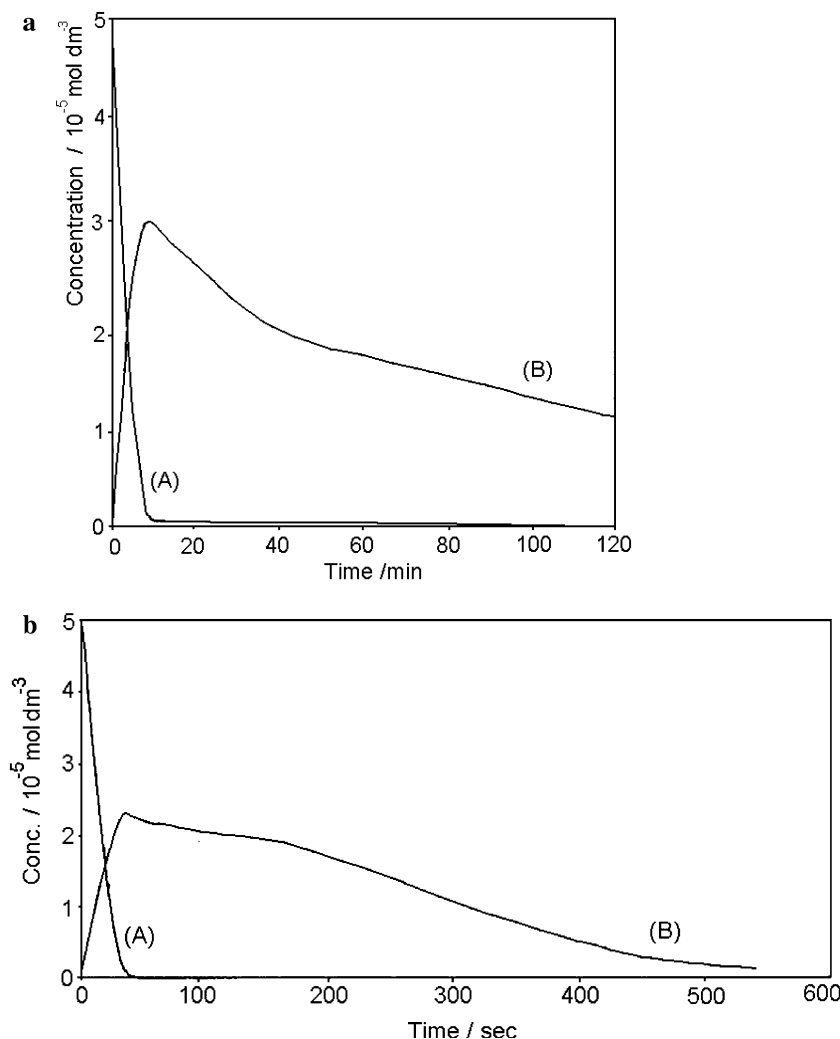 a
Concentration / 10⁻⁵ mol dm⁻³
5
4
3
2
1
0
(A)
(B)
0 20 40 60 80 100 120
Time /min
b
Conc. / 10⁻⁵ moldm⁻³
5
4
3
2
1
0
(A)
(B)
0 100 200 300 400 500 600
Time / sec